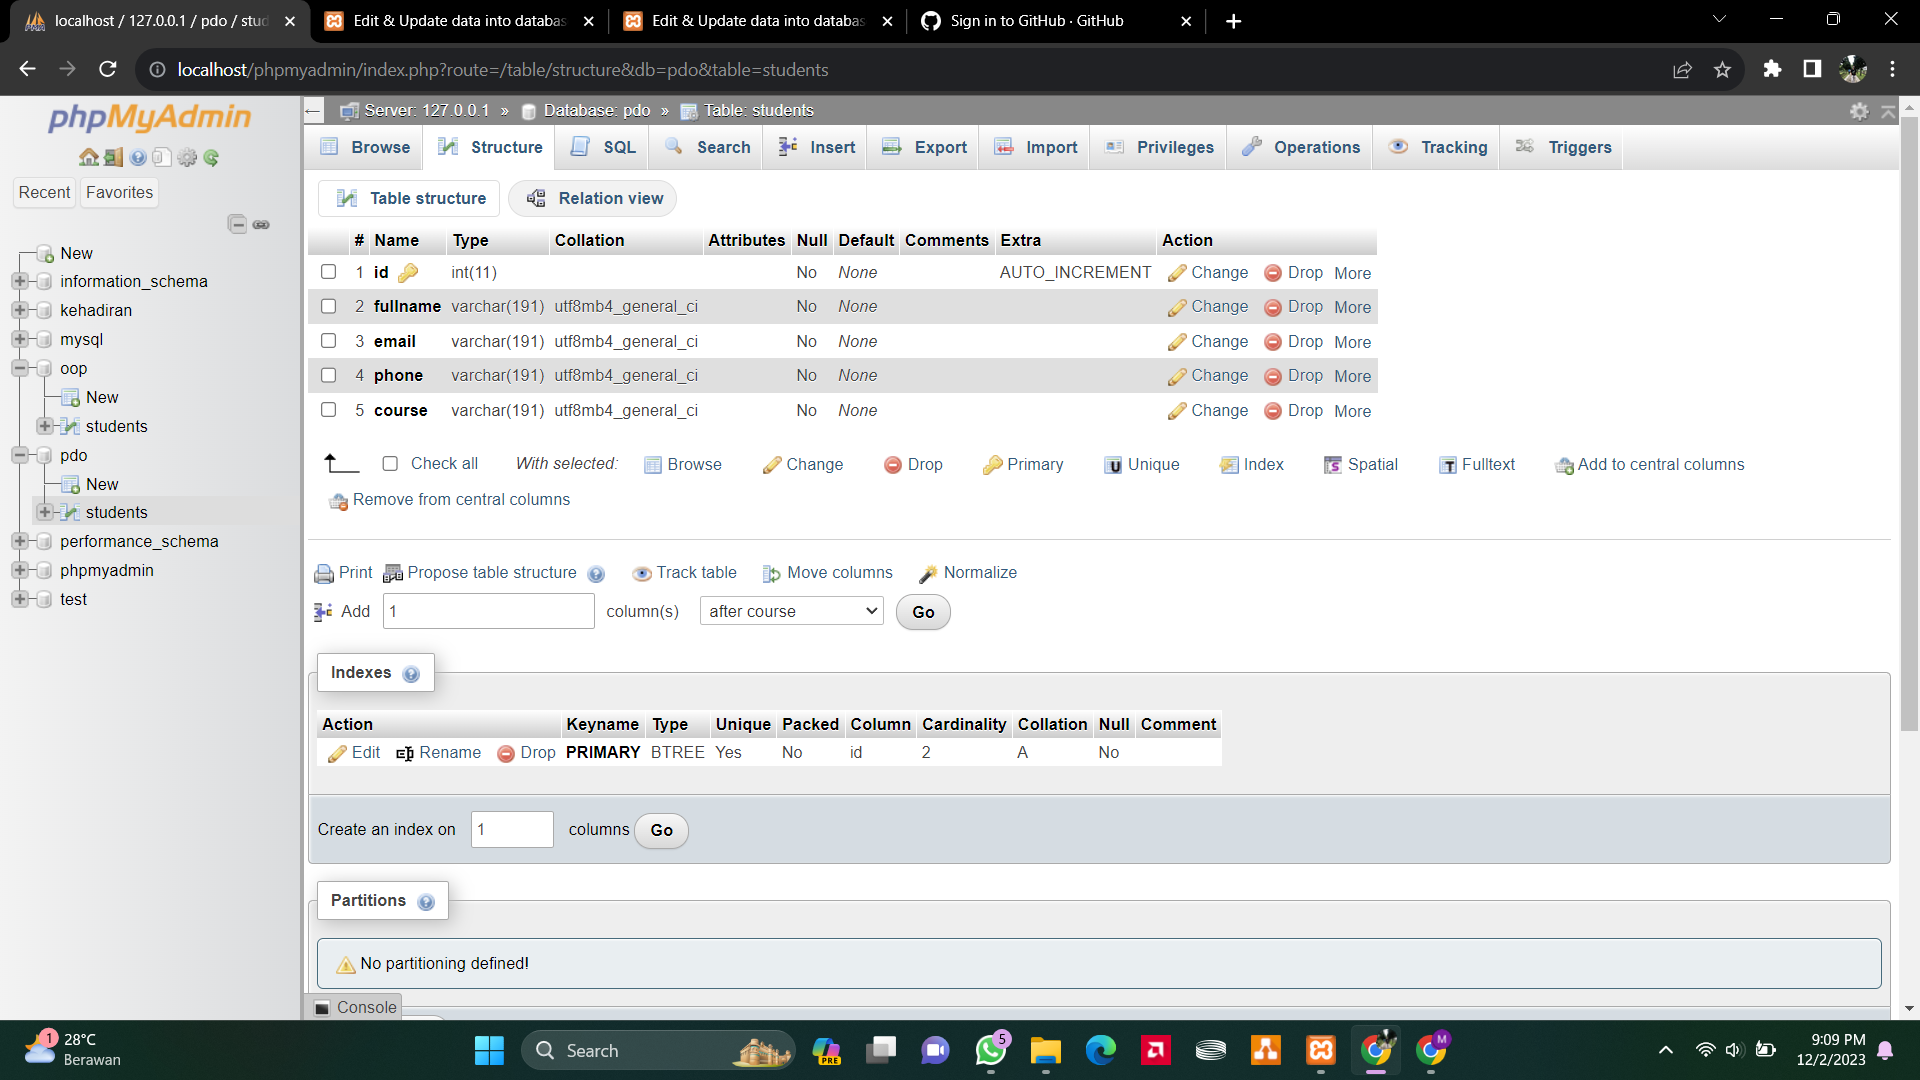 localhost / 127.0.0.1 / pdo / stud
Edit & Update data into databas
Edit & Update data into databas
Sign in to GitHub · GitHub
localhost/phpmyadmin/index.php?route=/table/structure&db=pdo&table=students
phpMyAdmin
Recent Favorites
New
information_schema
kehadiran
mysql
oop
New
students
pdo
New
students
performance_schema
phpmyadmin
test
Server: 127.0.0.1 » Database: pdo » Table: students
Browse Structure SQL Search Insert Export Import Privileges Operations Tracking Triggers
Table structure Relation view
# Name Type Collation Attributes Null Default Comments Extra Action
1 id int(11) No None AUTO_INCREMENT Change Drop More
2 fullname varchar(191) utf8mb4_general_ci No None Change Drop More
3 email varchar(191) utf8mb4_general_ci No None Change Drop More
4 phone varchar(191) utf8mb4_general_ci No None Change Drop More
5 course varchar(191) utf8mb4_general_ci No None Change Drop More
Check all With selected: Browse Change Drop Primary Unique Index Spatial Fulltext Add to central columns
Remove from central columns
Print Propose table structure Track table Move columns Normalize
Add 1 column(s) after course Go
Indexes
Action Keyname Type Unique Packed Column Cardinality Collation Null Comment
Edit Rename Drop PRIMARY BTREE Yes No id 2 A No
Create an index on 1 columns Go
Partitions
No partitioning defined!
Console
1
28°C
Berawan
Search
PRE
5
M
9:09 PM
12/2/2023